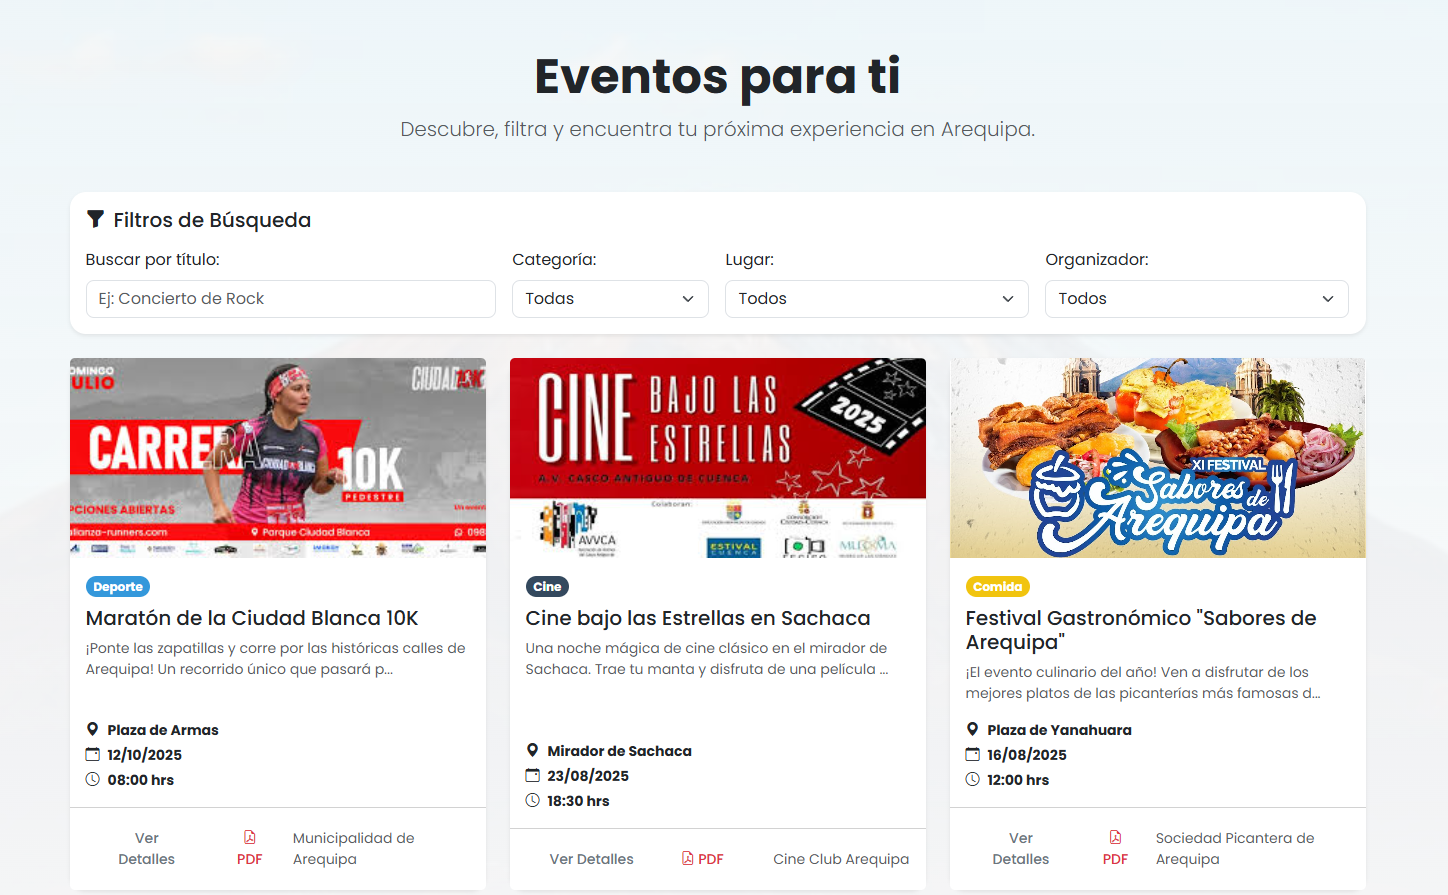 Eventos para ti
Descubre, filtra y encuentra tu próxima experiencia en Arequipa.
Filtros de Búsqueda
Buscar por título:
Categoría:
Lugar:
Organizador:
Ej: Concierto de Rock
Todas
Todos
Todos
OMINGO
ULIO
CIUDAD 10K
CARRERA
10K
PEDESTRE
PCIONES ABIERTAS
Un event
allianza-runners.com
Parque Ciudad Blanca
098
CINE BAJO LAS
ESTRELLAS
2025
A.V. CASCO ANTIGUO DE CUENCA
Colaboran:
AVVCA
ESTIVAL
CUENCA
XI FESTIVAL
Sabores de
Arequipa
Deporte
Maratón de la Ciudad Blanca 10K
¡Ponte las zapatillas y corre por las históricas calles de
Arequipa! Un recorrido único que pasará p...
Plaza de Armas
12/10/2025
08:00 hrs
Ver
Detalles
PDF
Municipalidad de
Arequipa
Cine
Cine bajo las Estrellas en Sachaca
Una noche mágica de cine clásico en el mirador de
Sachaca. Trae tu manta y disfruta de una película ...
Mirador de Sachaca
23/08/2025
18:30 hrs
Ver Detalles
PDF
Cine Club Arequipa
Comida
Festival Gastronómico "Sabores de
Arequipa"
¡El evento culinario del año! Ven a disfrutar de los
mejores platos de las picanterías más famosas d...
Plaza de Yanahuara
16/08/2025
12:00 hrs
Ver
Detalles
PDF
Sociedad Picantera de
Arequipa